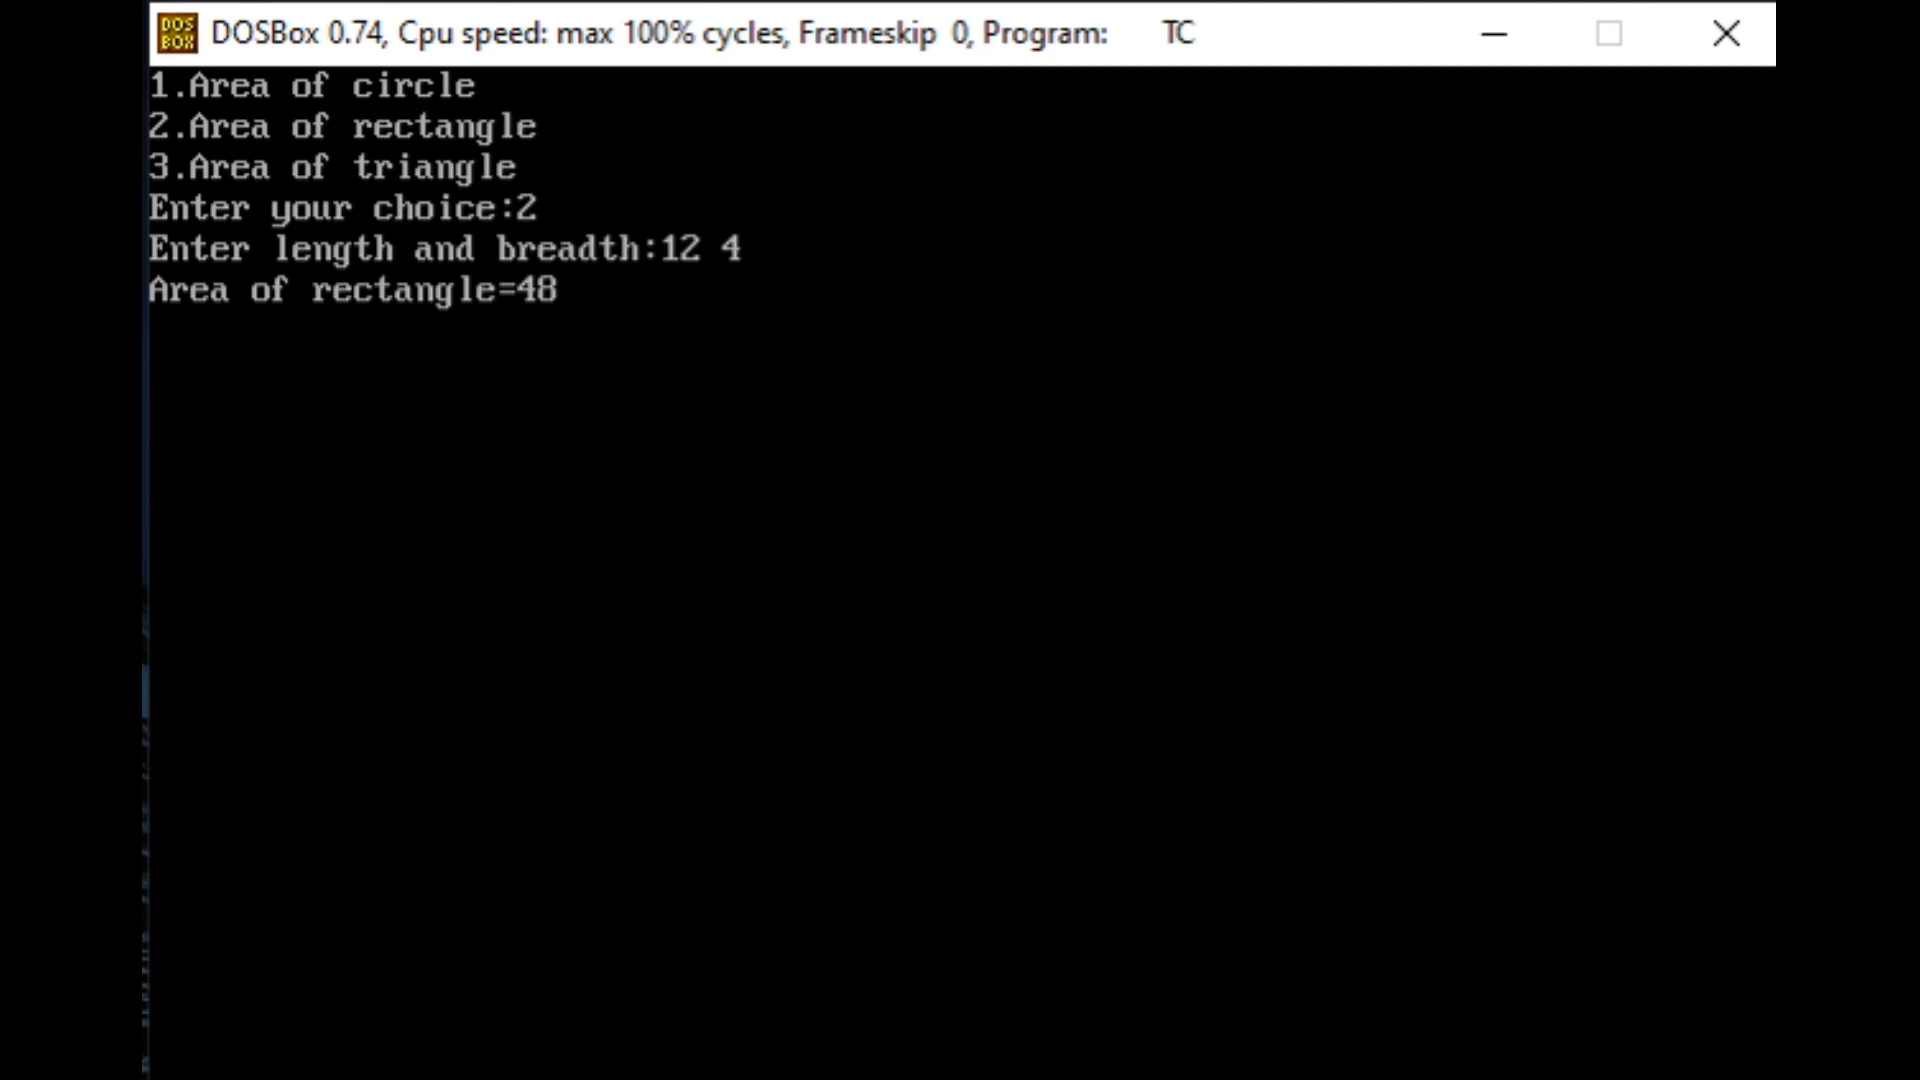 DOS
BOX
DOSBox 0.74, Cpu speed: max 100% cycles, Frameskip 0, Program: TC
1.Area of circle
2.Area of rectangle
3.Area of triangle
Enter your choice:2
Enter length and breadth:12 4
Area of rectangle=48